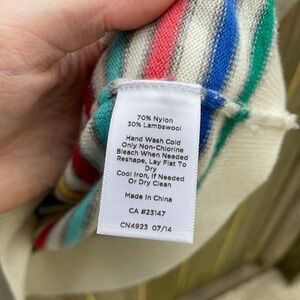 70% Nylon
30% Lambswool
Hand Wash Cold
Only Non-Chlorine
Bleach When Needed
Reshape, Lay Flat To
Dry
Cool Iron, If Needed
Or Dry Clean
Made In China
CA #23147
CN4923 07/14